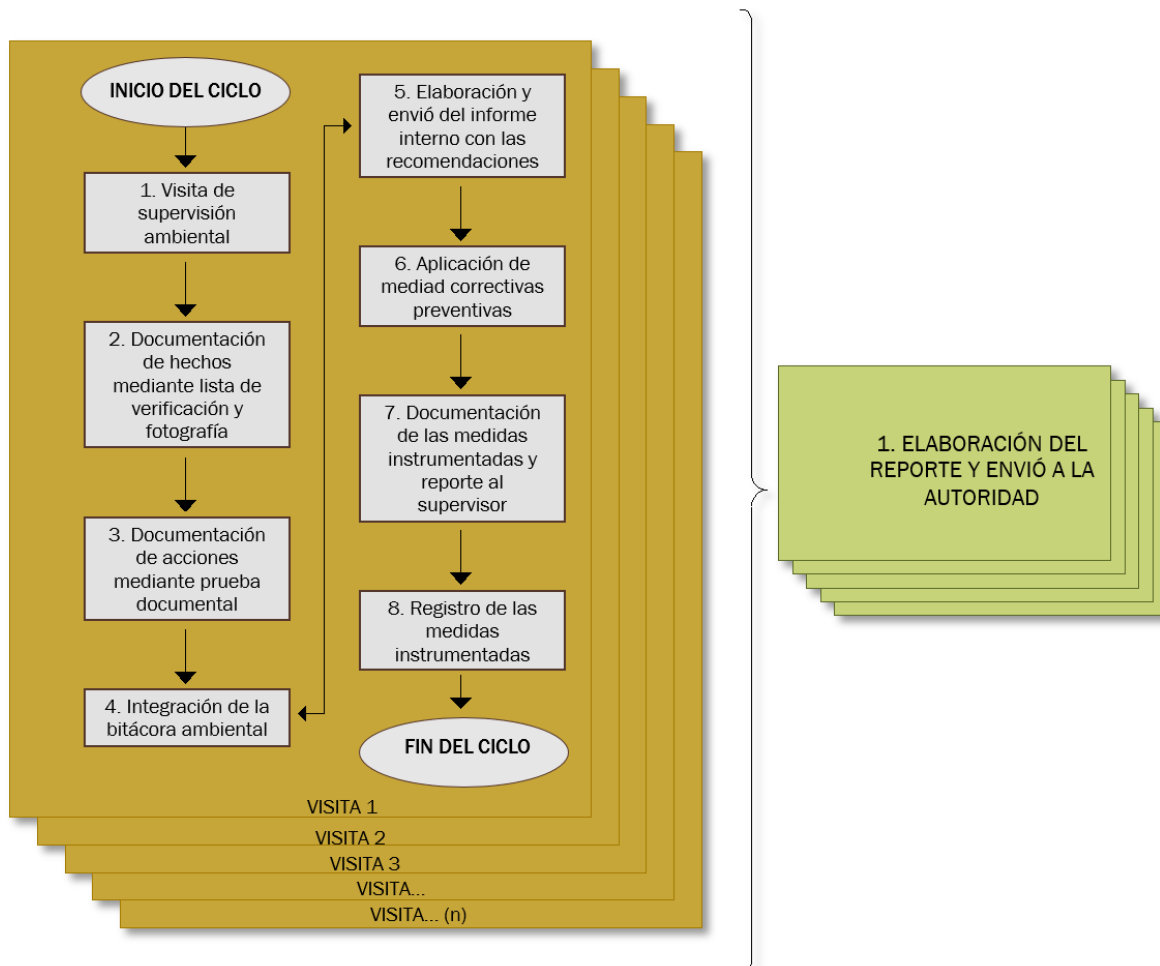 INICIO DEL CICLO
1. Visita de
supervisión
ambiental
2. Documentación
de hechos
mediante lista de
verificación y
fotografía
3. Documentación
de acciones
mediante prueba
documental
4. Integración de la
bitácora ambiental
5. Elaboración y
envió del informe
interno con las
recomendaciones
6. Aplicación de
mediad correctivas
preventivas
7. Documentación
de las medidas
instrumentadas y
reporte al
supervisor
8. Registro de las
medidas
instrumentadas
FIN DEL CICLO
VISITA 1
VISITA 2
VISITA 3
VISITA...
VISITA... (n)
1. ELABORACIÓN DEL
REPORTE Y ENVIÓ A LA
AUTORIDAD